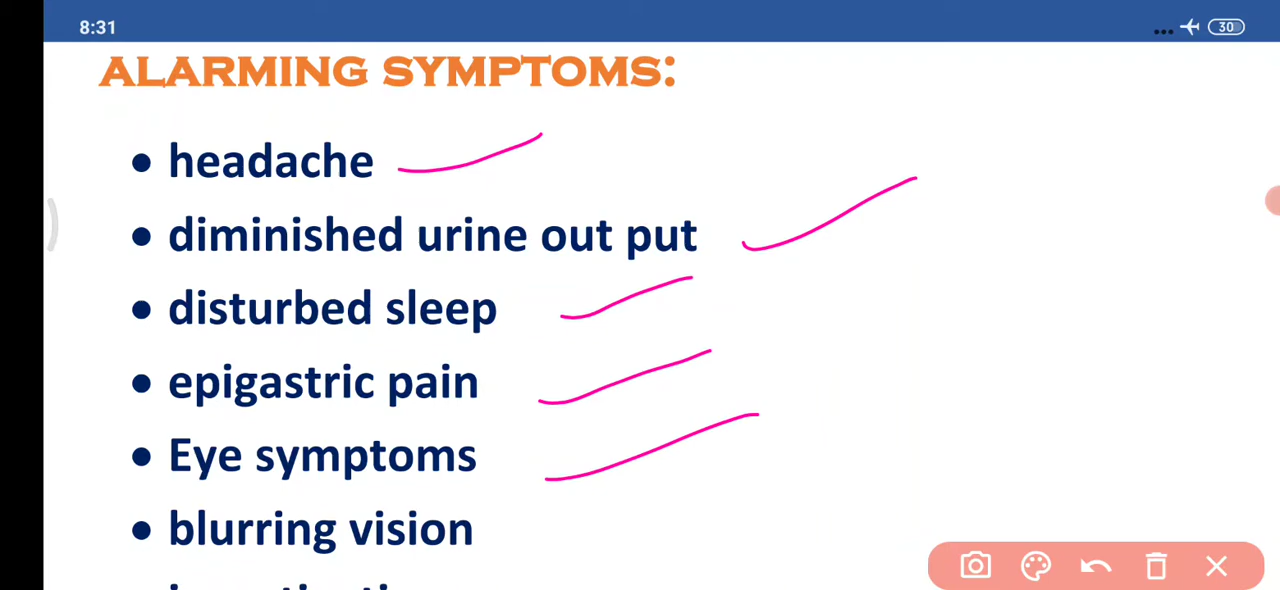 8:31
30
ALARMING SYMPTOMS:
• headache
• diminished urine out put
• disturbed sleep
• epigastric pain
• Eye symptoms
• blurring vision